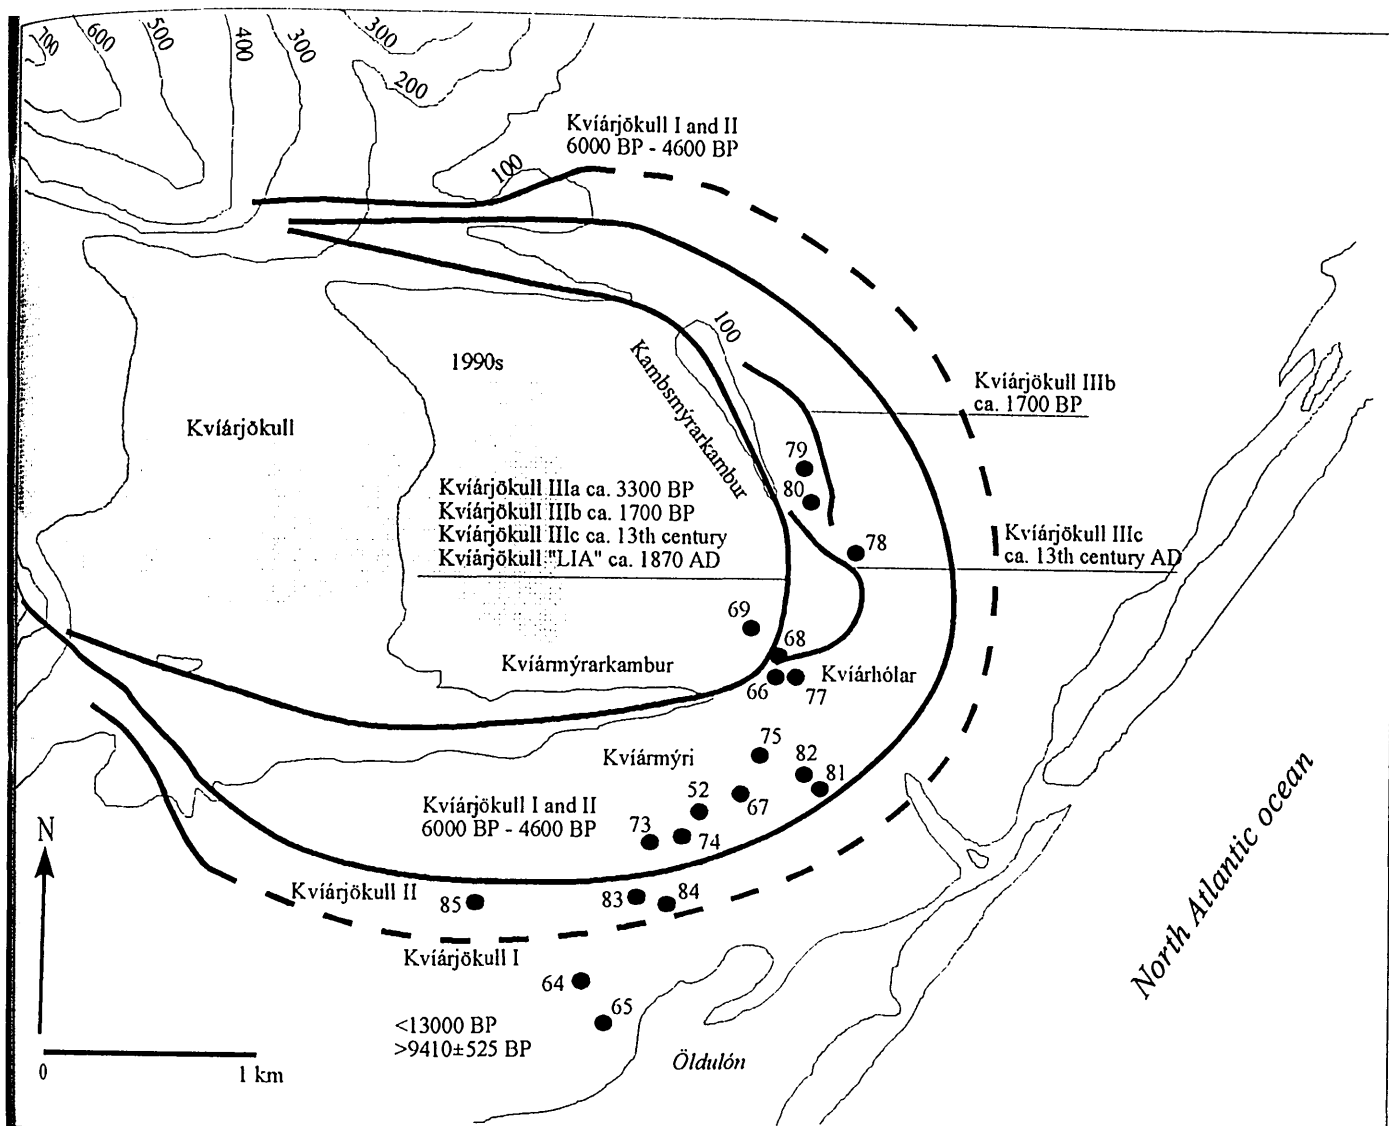 700
600
500
400
300
300
200
100
Kvíárjökull I and II
6000 BP - 4600 BP
100
Kambsmýrarkambur
1990s
Kvíárjökull
Kvíárjökull IIIb
ca. 1700 BP
79
80
78
Kvíárjökull IIIa ca. 3300 BP
Kvíárjökull IIIb ca. 1700 BP
Kvíárjökull IIIc ca. 13th century
Kvíárjökull "LIA" ca. 1870 AD
Kvíárjökull IIIc
ca. 13th century AD
69
68
Kvíármýrarkambur
66
77
Kvíárhólar
75
Kvíármýri
82
81
67
52
Kvíárjökull I and II
6000 BP - 4600 BP
73
74
N
Kvíárjökull II
85
83
84
Kvíárjökull I
64
65
<13000 BP
>9410±525 BP
Öldulón
North Atlantic ocean
0
1 km